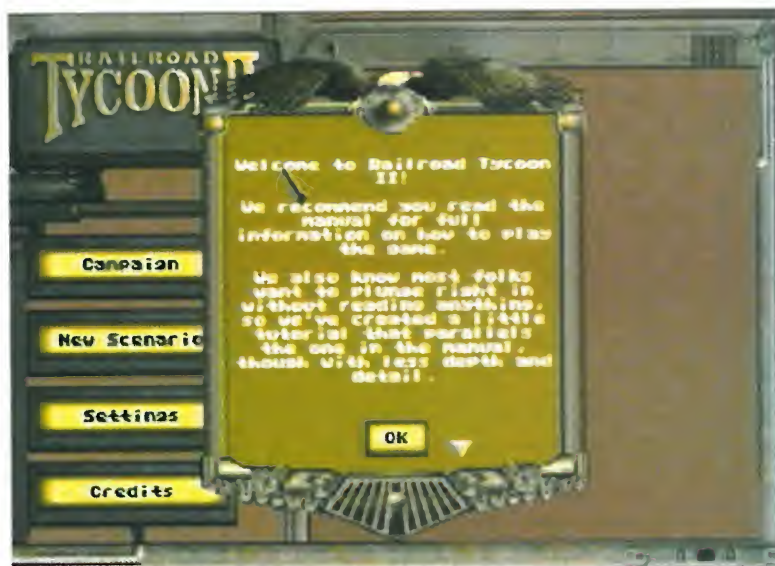 RAILROAD
TYCOON II
Welcome to Railroad Tycoon
II!
We recommend you read the
manual for full
information on how to play
the game.
We also know most folks
want to plunge right in
without reading anything,
so we've created a little
tutorial that parallels
the one in the manual,
though with less depth and
detail.
OK
Campaign
New Scenario
Settings
Credits